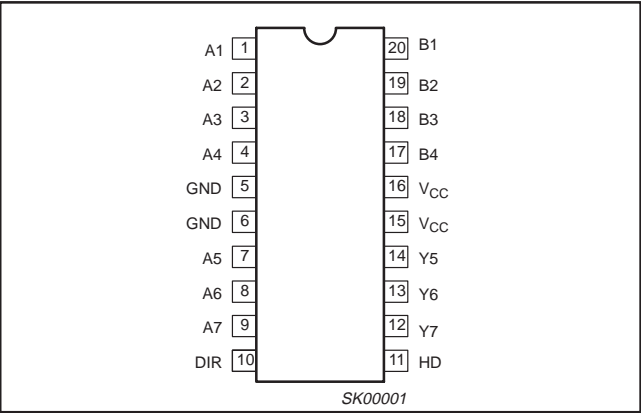 A1 1 20 B1
A2 2 19 B2
A3 3 18 B3
A4 4 17 B4
GND 5 16 VCC
GND 6 15 VCC
A5 7 14 Y5
A6 8 13 Y6
A7 9 12 Y7
DIR 10 11 HD
SK00001